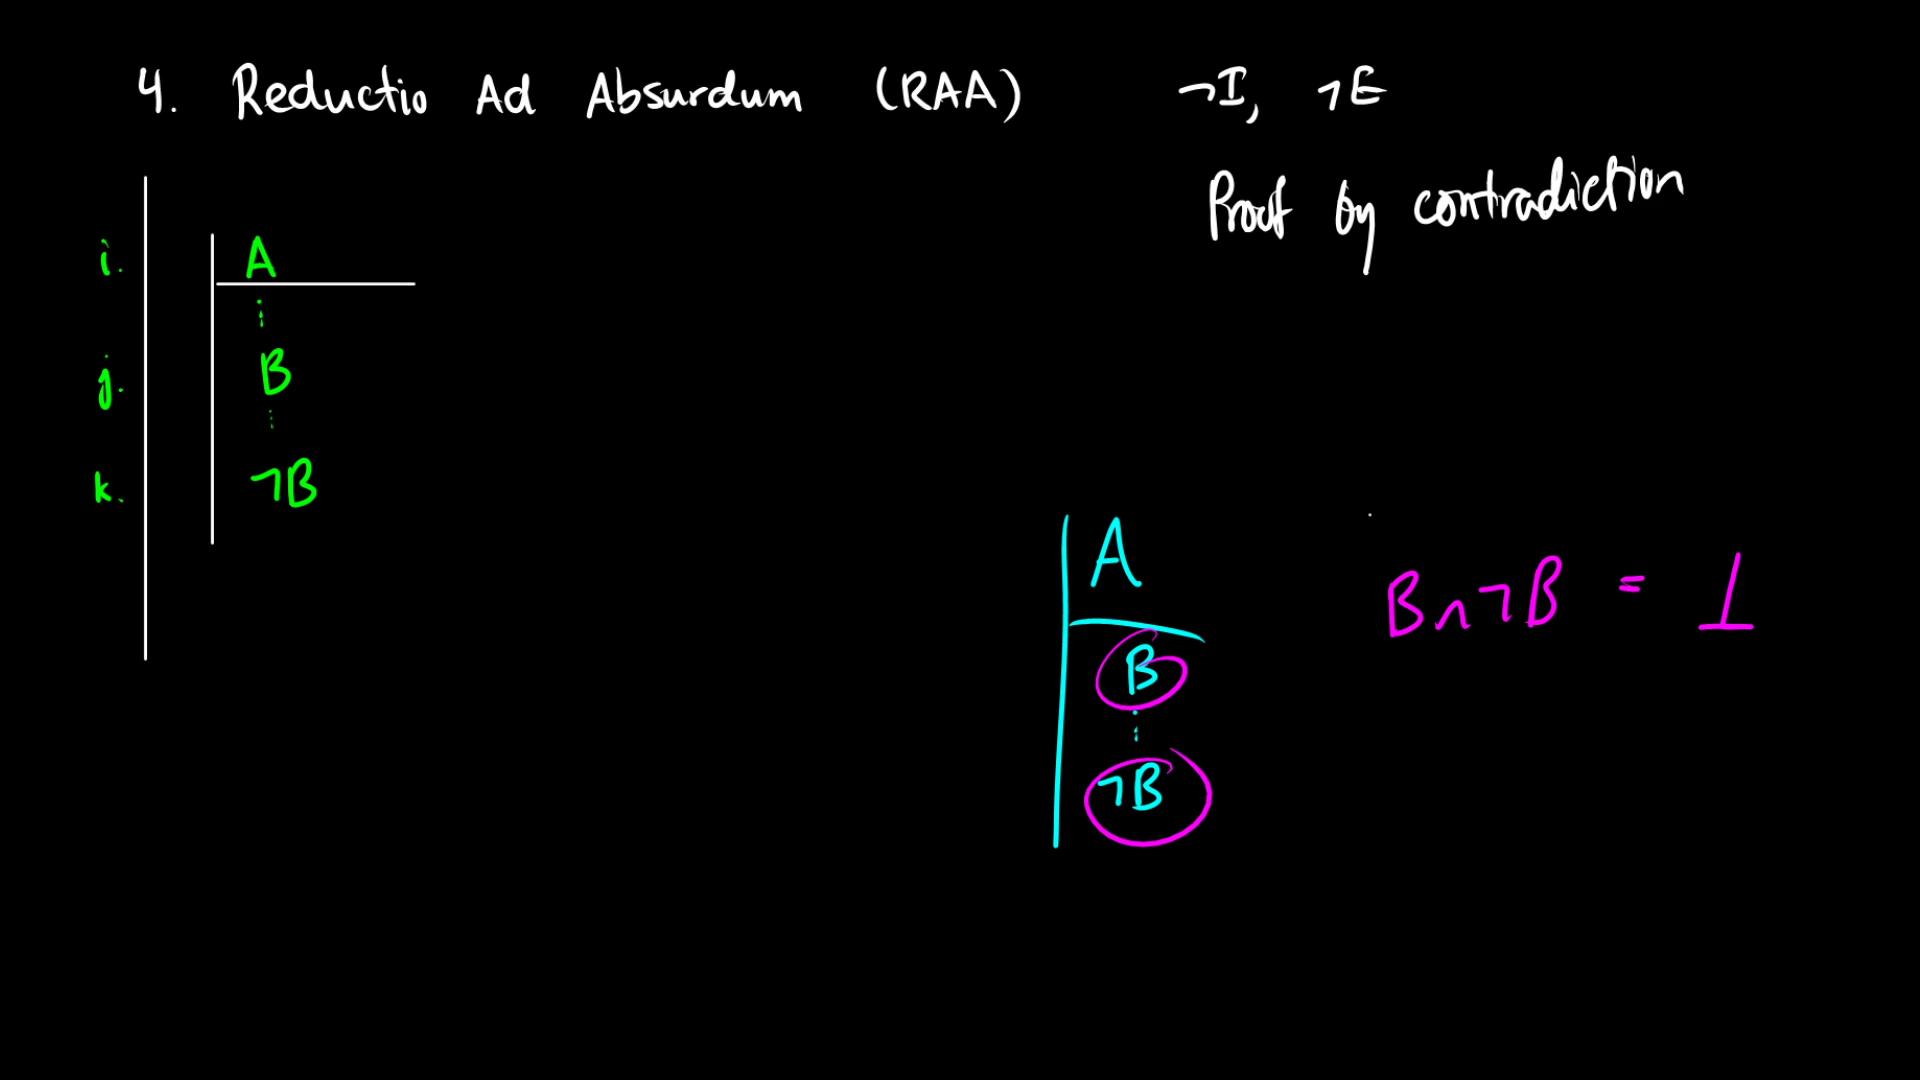 4. Reductio Ad Absurdum (RAA) ¬I, ¬E
Proof by contradiction
i. A
⋮
j. B
⋮
k. ¬B
A
B
⋮
¬B
B∧¬B = ⊥